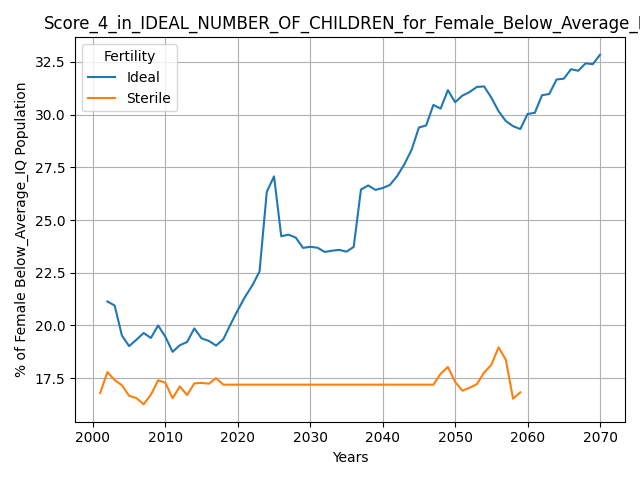 Score_4_in_IDEAL_NUMBER_OF_CHILDREN_for_Female_Below_Average_
Fertility
Ideal
Sterile
% of Female Below_Average_IQ Population
32.5
30.0
27.5
25.0
22.5
20.0
17.5
2000
2010
2020
2030
2040
2050
2060
2070
Years